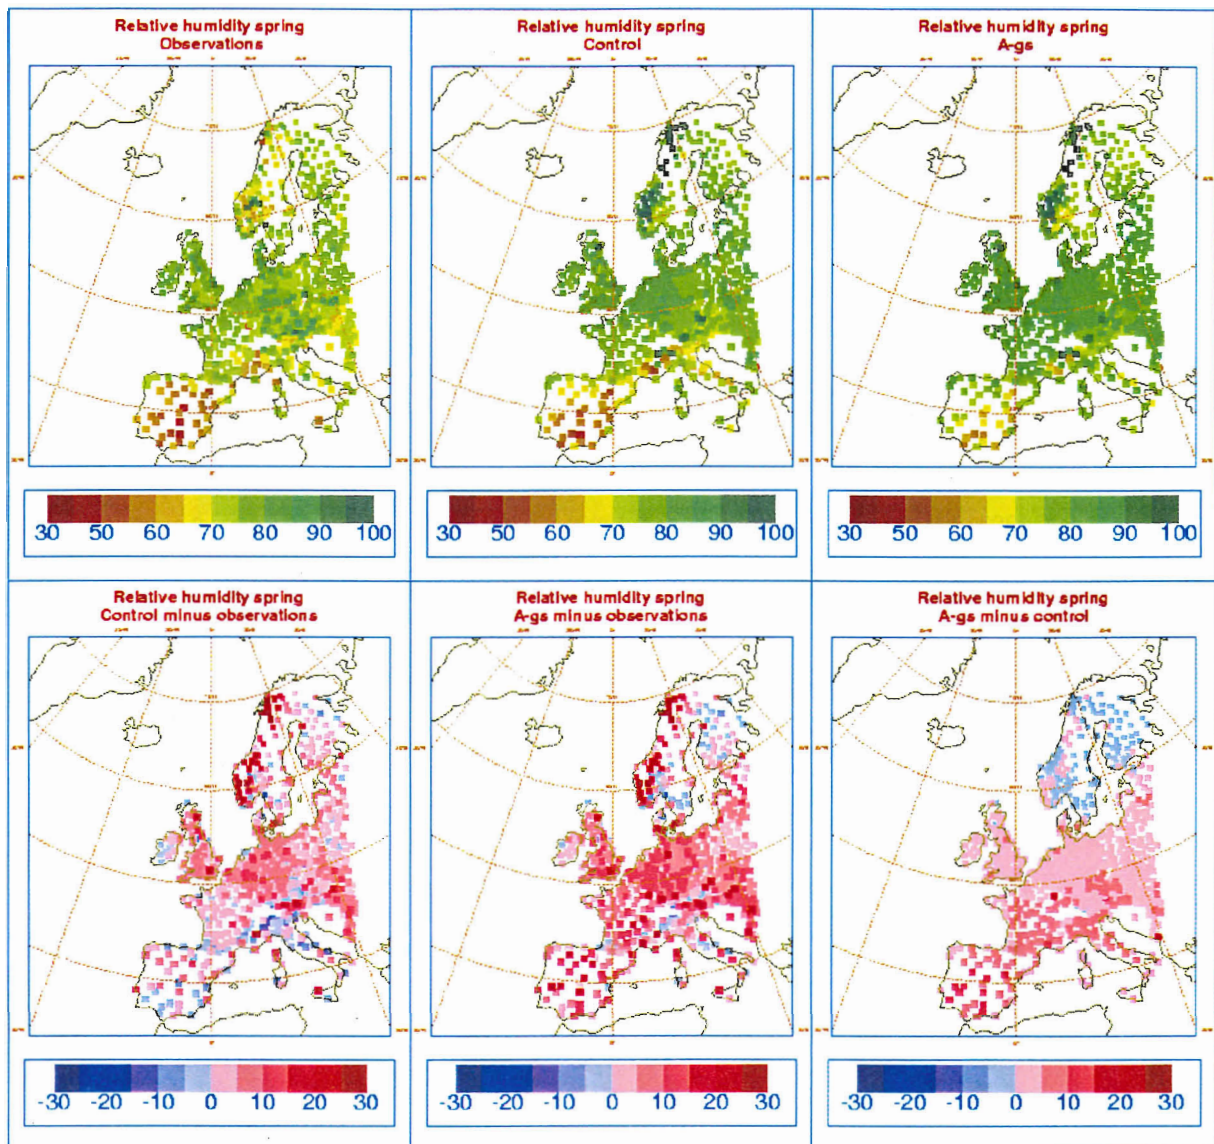 Relative humidity spring
Observations
Relative humidity spring
Control
Relative humidity spring
A-gs
30 50 60 70 80 90 100
30 50 60 70 80 90 100
30 50 60 70 80 90 100
Relative humidity spring
Control minus observations
Relative humidity spring
A-gs minus observations
Relative humidity spring
A-gs minus control
-30 -20 -10 0 10 20 30
-30 -20 -10 0 10 20 30
-30 -20 -10 0 10 20 30